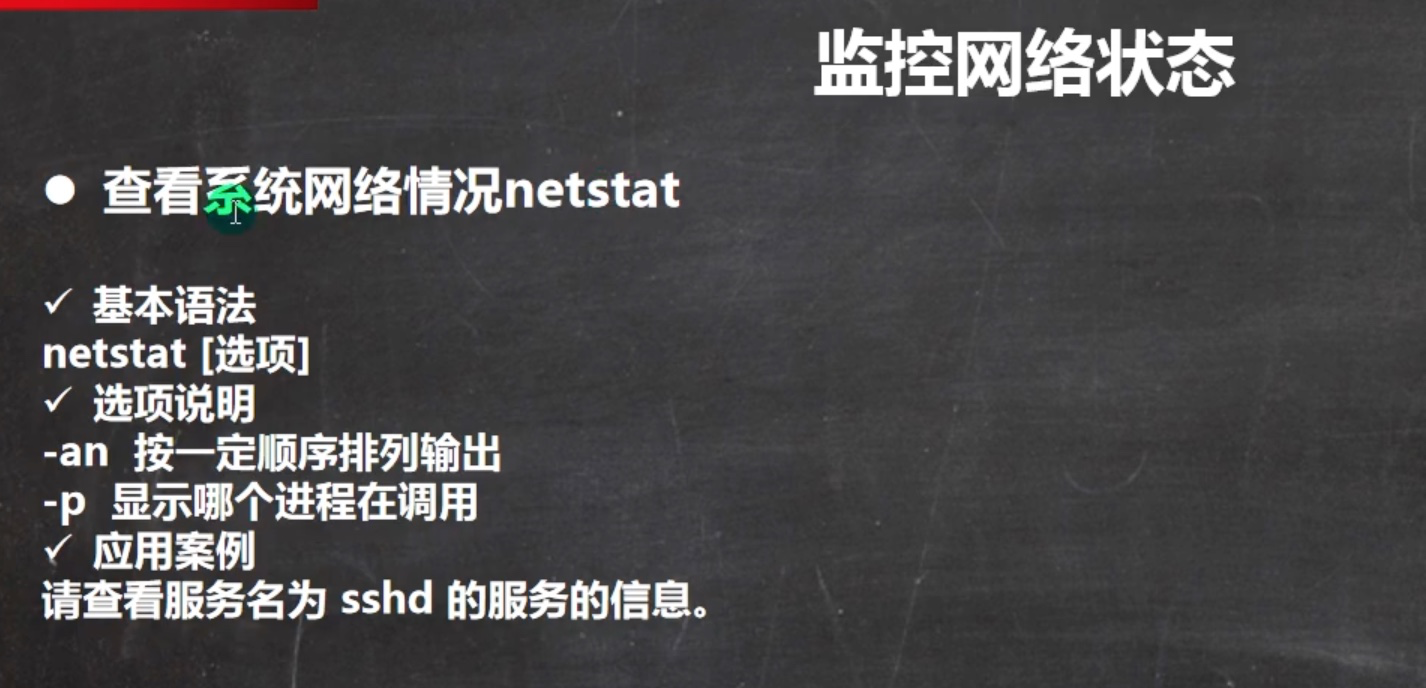 监控网络状态
● 查看系统网络情况netstat
✓ 基本语法
netstat [选项]
✓ 选项说明
-an 按一定顺序排列输出
-p 显示哪个进程在调用
✓ 应用案例
请查看服务名为 sshd 的服务的信息。